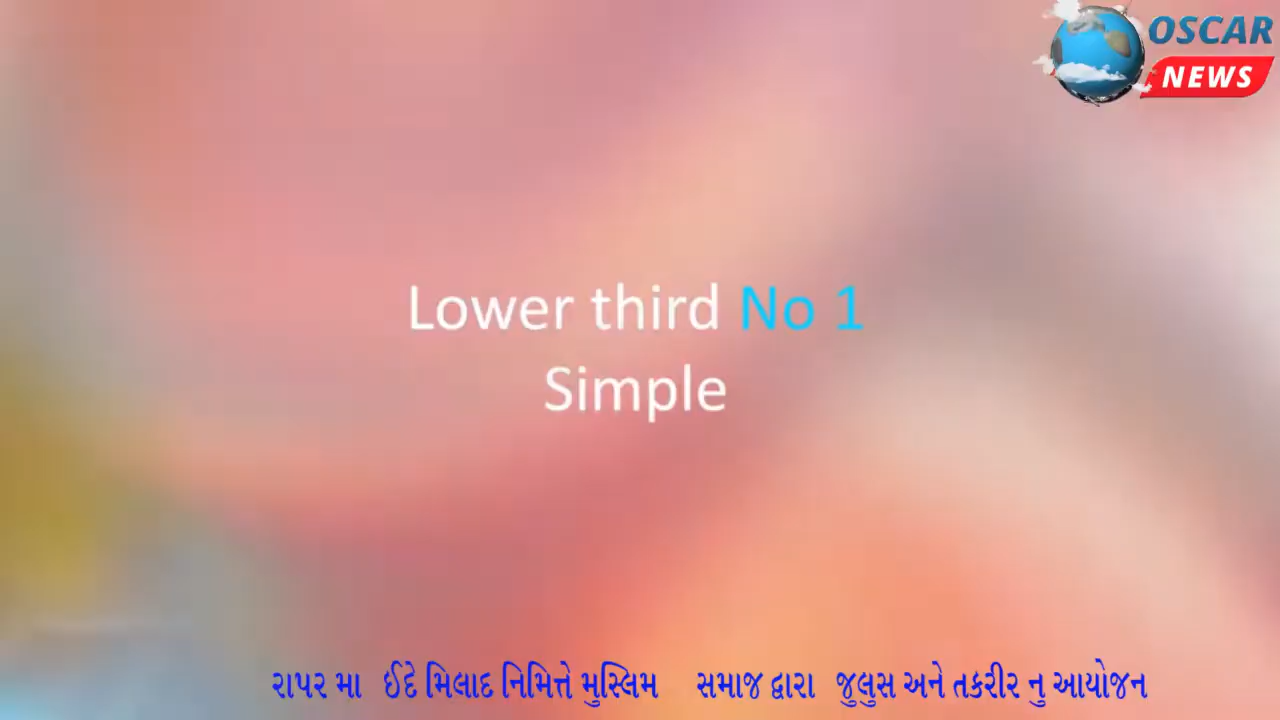 OSCAR
NEWS
Lower third No 1
Simple
રાપર મા ઈદે મિલાદ નિમિત્તે મુસ્લિમ સમાજ દ્વારા જુલુસ અને તકરીર નુ આયોજન